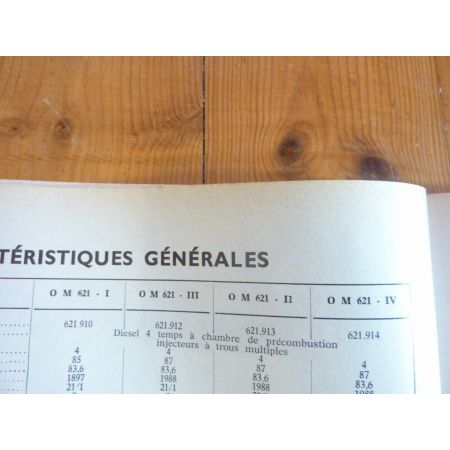 TÉRISTIQUES GÉNÉRALES
O M 621 - I O M 621 - III O M 621 - II O M 621 - IV
621.910 621.912 621.913 621.914
Diesel 4 temps à chambre de précombustion
injecteurs à trous multiples
4 4 4 4
85 87 87 87
83,6 83,6 83,6 83,6
1897 1988 1988 1988
21/1 21/1 21/1